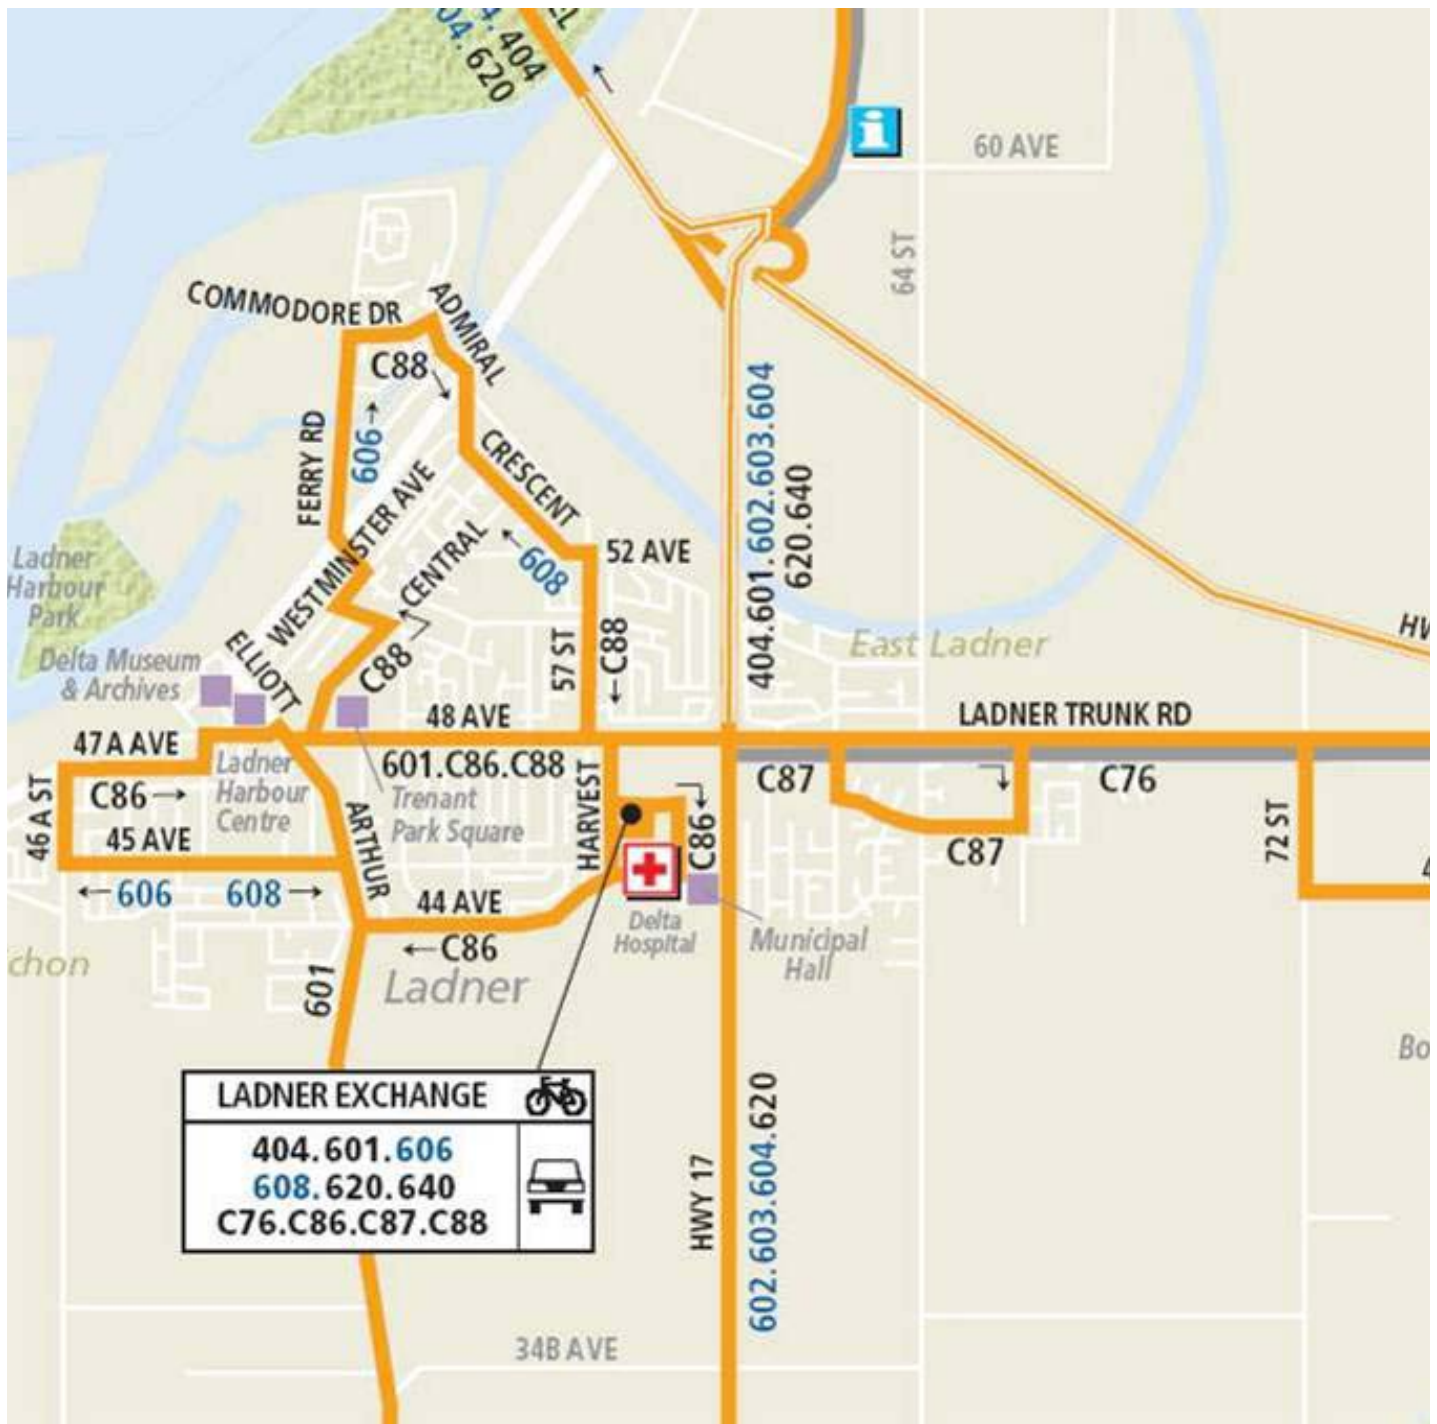 404
620
i
60 AVE
64 ST
COMMODORE DR
ADMIRAL
C88
606
FERRY RD
CRESCENT
WESTMINSTER AVE
CENTRAL
608
52 AVE
404.601.602.603.604
620.640
Ladner
Harbour
Park
57 ST
C88
East Ladner
Delta Museum
& Archives
ELLIOTT
C88
48 AVE
LADNER TRUNK RD
47A AVE
601.C86.C88
Ladner
Harbour
Centre
Trenant
Park Square
HARVEST
C87
C76
46A ST
C86
45 AVE
ARTHUR
C86
C87
72 ST
606
608
44 AVE
Delta
Hospital
Municipal
Hall
C86
Ladner
601
LADNER EXCHANGE
404.601.606
608.620.640
C76.C86.C87.C88
HWY 17
602.603.604.620
34B AVE